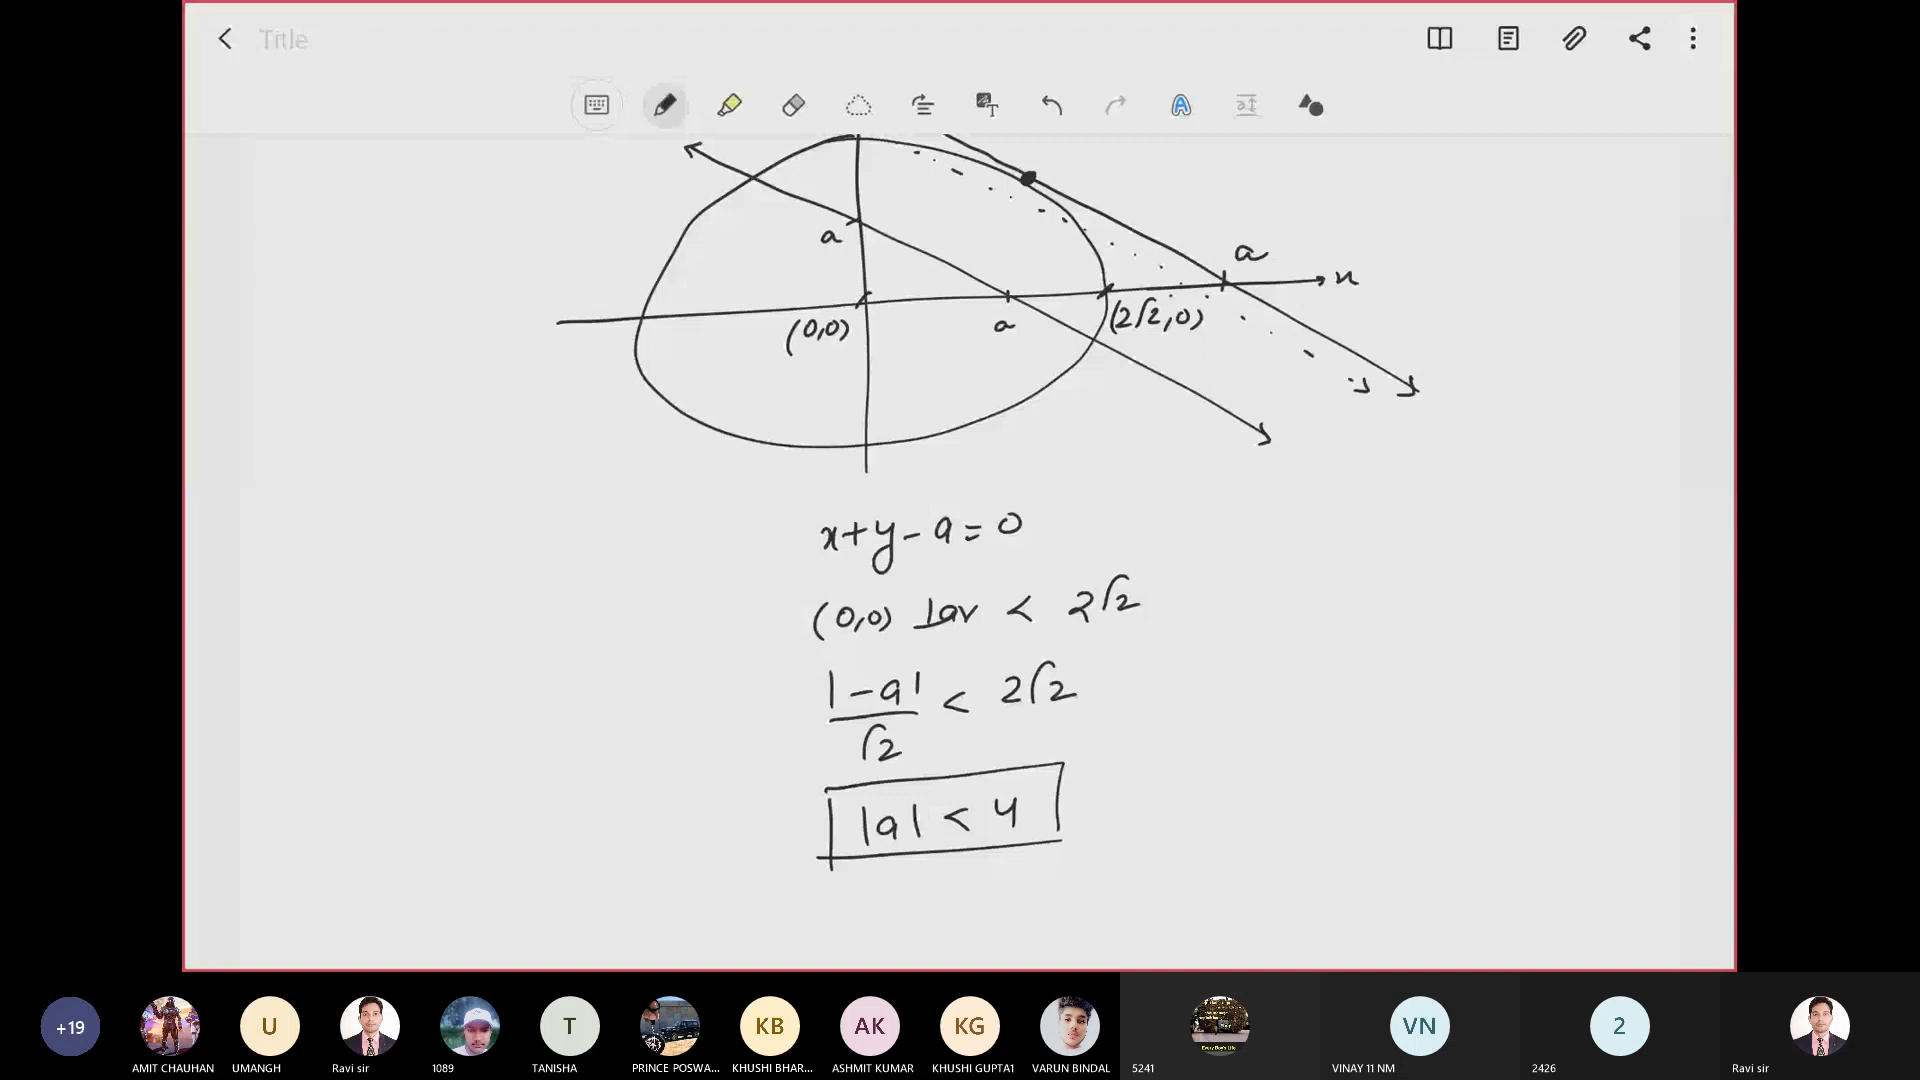 Title
a
a
x
(0,0)
a
(2√2,0)
x+y-a=0
(0,0) ⊥ar < 2√2
|-a|/√2 < 2√2
|a| < 4
+19
U
T
KB
AK
KG
VN
2
AMIT CHAUHAN
UMANGH
Ravi sir
1089
TANISHA
PRINCE POSWA...
KHUSHI BHAR...
ASHMIT KUMAR
KHUSHI GUPTA1
VARUN BINDAL
5241
VINAY 11 NM
2426
Ravi sir